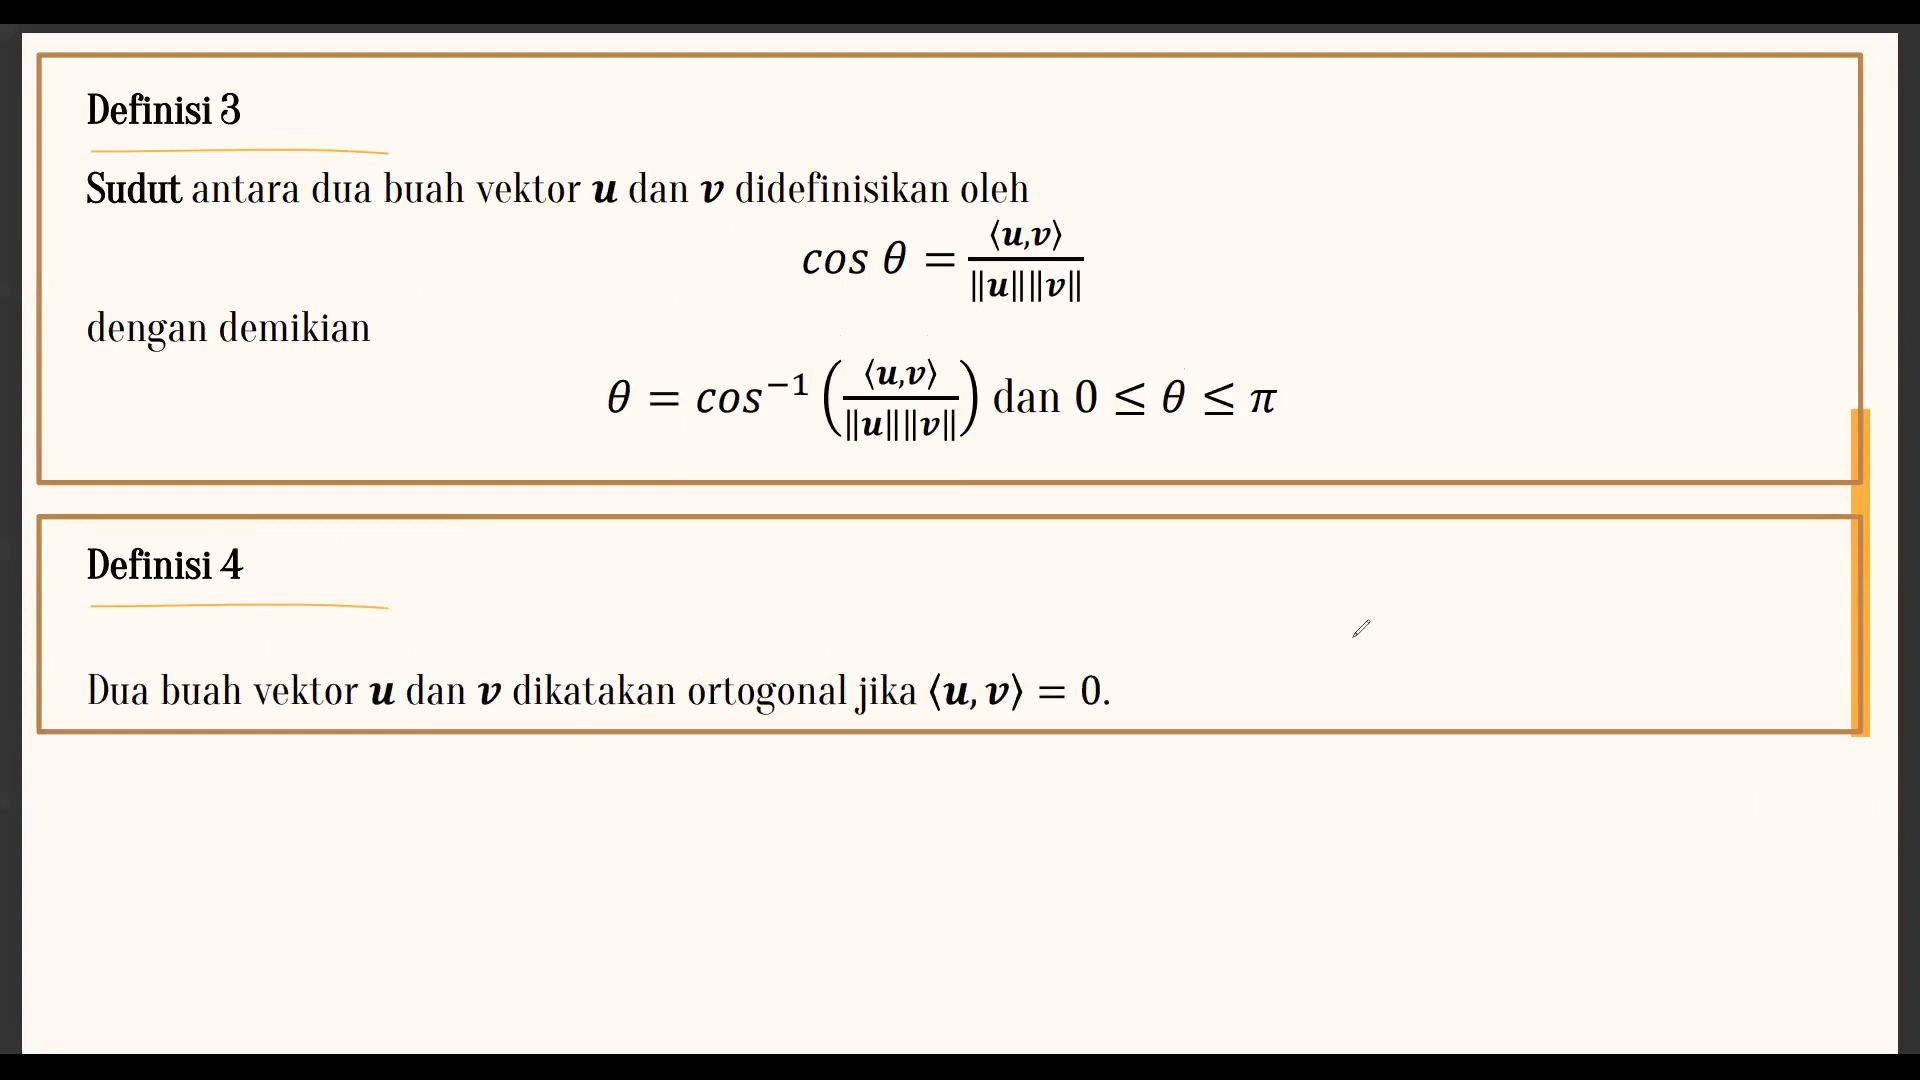 Definisi 3
Sudut antara dua buah vektor u dan v didefinisikan oleh
cos θ = ⟨u,v⟩ / ‖u‖‖v‖
dengan demikian
θ = cos⁻¹ (⟨u,v⟩ / ‖u‖‖v‖) dan 0 ≤ θ ≤ π
Definisi 4
Dua buah vektor u dan v dikatakan ortogonal jika ⟨u, v⟩ = 0.